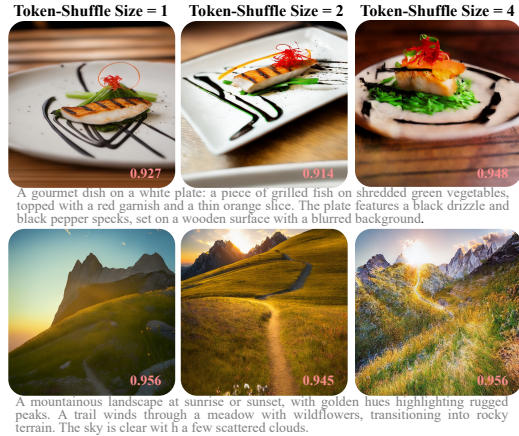 Token-Shuffle Size = 1 Token-Shuffle Size = 2 Token-Shuffle Size = 4
0.927 0.914 0.948
A gourmet dish on a white plate: a piece of grilled fish on shredded green vegetables,
topped with a red garnish and a thin orange slice. The plate features a black drizzle and
black pepper specks, set on a wooden surface with a blurred background.
0.956 0.945 0.956
A mountainous landscape at sunrise or sunset, with golden hues highlighting rugged
peaks. A trail winds through a meadow with wildflowers, transitioning into rocky
terrain. The sky is clear wit h a few scattered clouds.